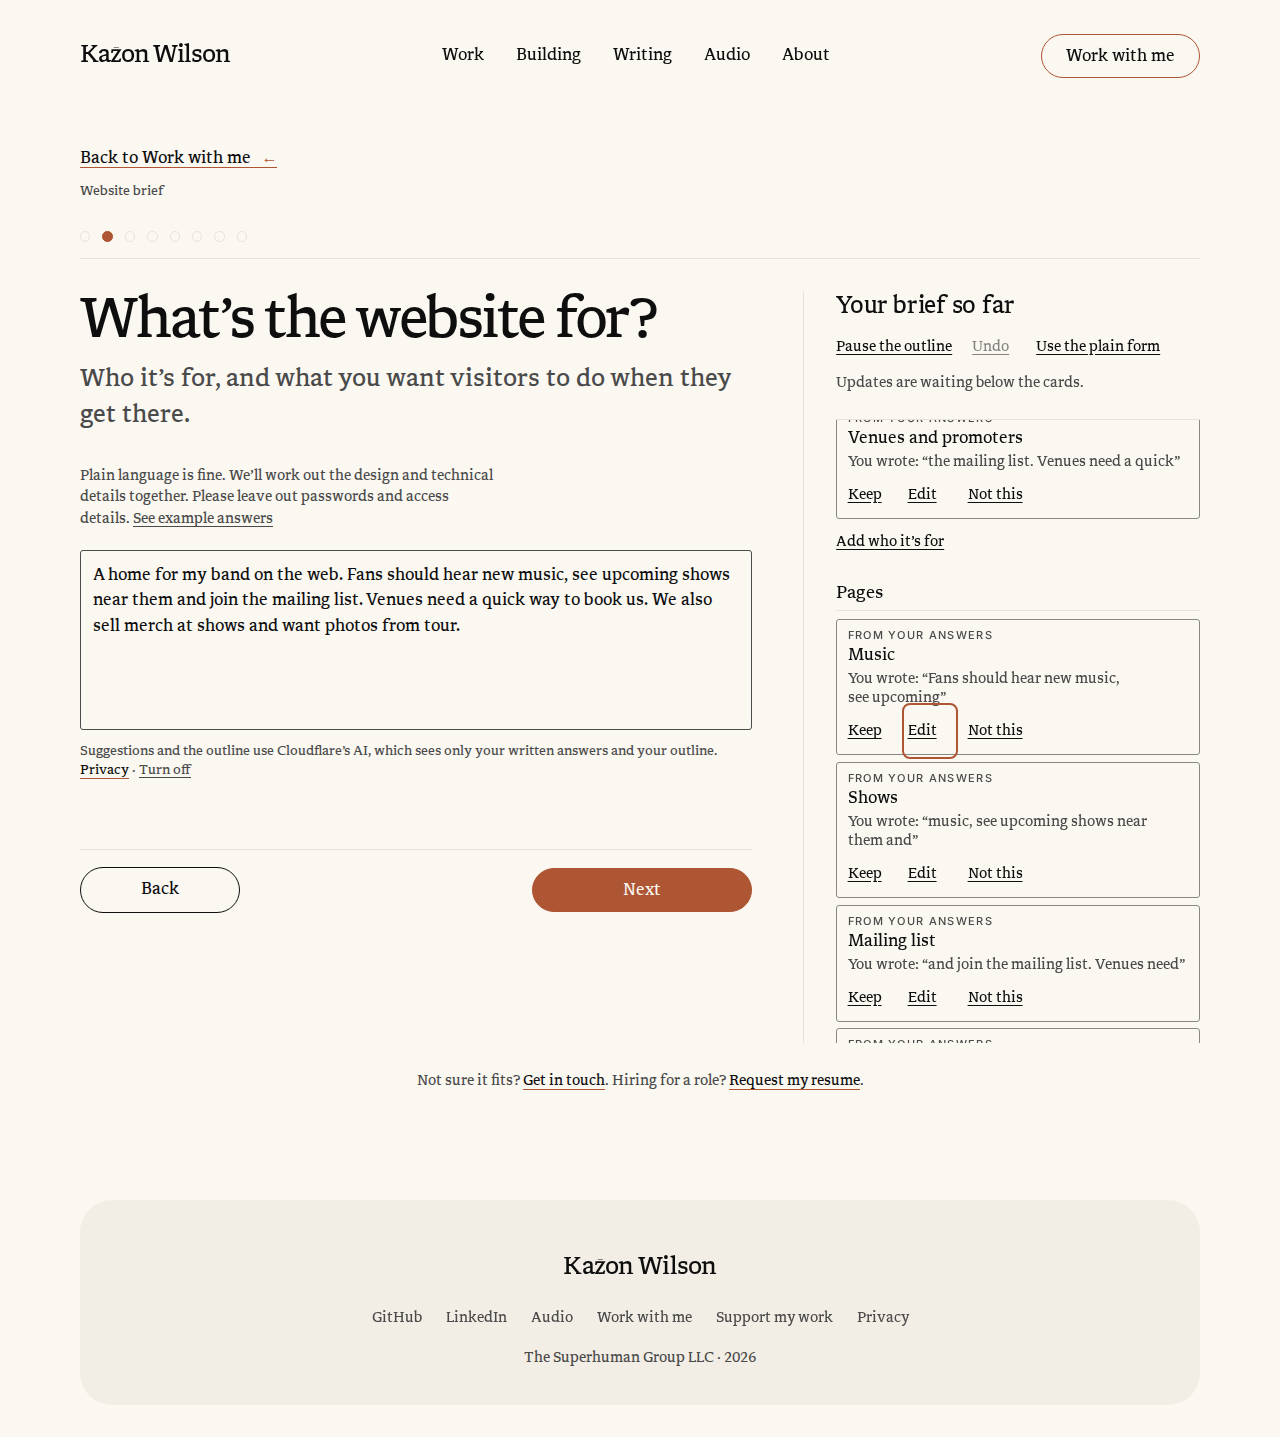 Kažon Wilson
Work
Building
Writing
Audio
About
Work with me
Back to Work with me ←
Website brief
What’s the website for?
Who it’s for, and what you want visitors to do when they
get there.
Plain language is fine. We’ll work out the design and technical
details together. Please leave out passwords and access
details. See example answers
A home for my band on the web. Fans should hear new music, see upcoming shows
near them and join the mailing list. Venues need a quick way to book us. We also
sell merch at shows and want photos from tour.
Suggestions and the outline use Cloudflare’s AI, which sees only your written answers and your outline.
Privacy · Turn off
Back
Next
Your brief so far
Pause the outline
Undo
Use the plain form
Updates are waiting below the cards.
FROM YOUR ANSWERS
Venues and promoters
You wrote: “the mailing list. Venues need a quick”
Keep
Edit
Not this
Add who it’s for
Pages
FROM YOUR ANSWERS
Music
You wrote: “Fans should hear new music,
see upcoming”
Keep
Edit
Not this
FROM YOUR ANSWERS
Shows
You wrote: “music, see upcoming shows near
them and”
Keep
Edit
Not this
FROM YOUR ANSWERS
Mailing list
You wrote: “and join the mailing list. Venues need”
Keep
Edit
Not this
FROM YOUR ANSWERS
Not sure it fits? Get in touch. Hiring for a role? Request my resume.
Kažon Wilson
GitHub
LinkedIn
Audio
Work with me
Support my work
Privacy
The Superhuman Group LLC · 2026